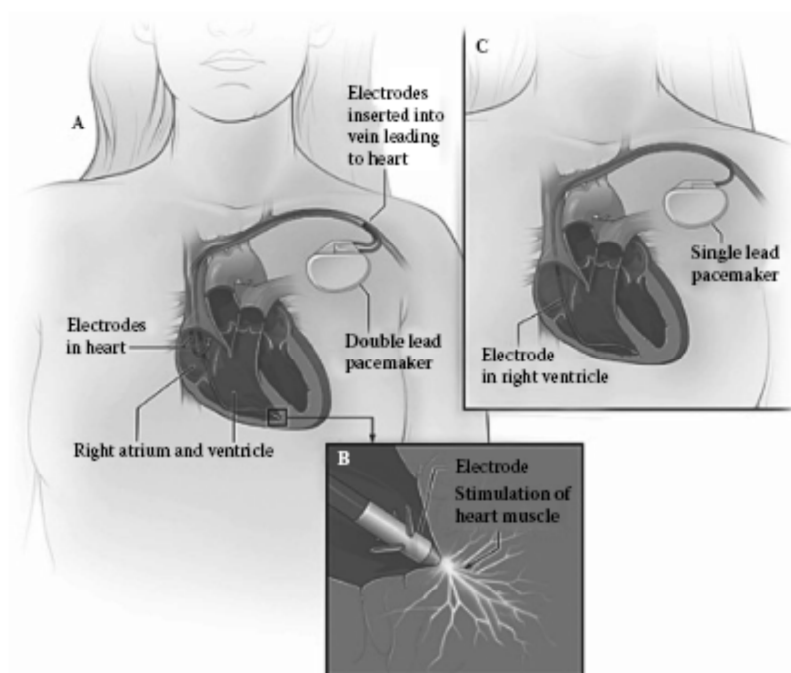 A
Electrodes
inserted into
vein leading
to heart
Double lead
pacemaker
Electrodes
in heart
Right atrium and ventricle
B
Electrode
Stimulation of
heart muscle
C
Single lead
pacemaker
Electrode
in right ventricle